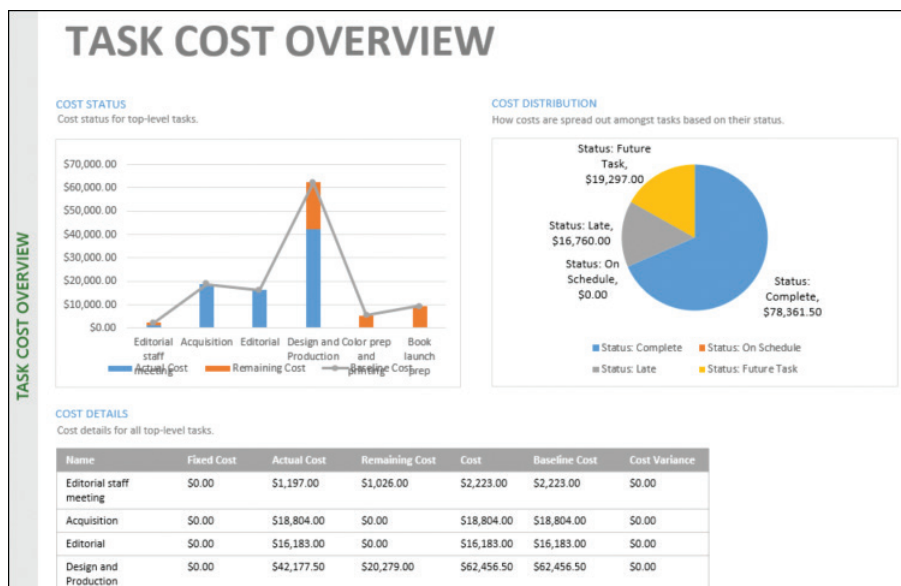 TASK COST OVERVIEW
TASK COST OVERVIEW
COST STATUS
Cost status for top-level tasks.
$70,000.00
$60,000.00
$50,000.00
$40,000.00
$30,000.00
$20,000.00
$10,000.00
$0.00
Editorial staff meeting
Acquisition
Editorial
Design and Production
Color prep and printing
Book launch prep
Actual Cost
Remaining Cost
Baseline Cost
COST DISTRIBUTION
How costs are spread out amongst tasks based on their status.
Status: Future
Task,
$19,297.00
Status: Late,
$16,760.00
Status: On
Schedule,
$0.00
Status:
Complete,
$78,361.50
Status: Complete Status: On Schedule
Status: Late Status: Future Task
COST DETAILS
Cost details for all top-level tasks.
Name Fixed Cost Actual Cost Remaining Cost Cost Baseline Cost Cost Variance
Editorial staff $0.00 $1,197.00 $1,026.00 $2,223.00 $2,223.00 $0.00
meeting
Acquisition $0.00 $18,804.00 $0.00 $18,804.00 $18,804.00 $0.00
Editorial $0.00 $16,183.00 $0.00 $16,183.00 $16,183.00 $0.00
Design and $0.00 $42,177.50 $20,279.00 $62,456.50 $62,456.50 $0.00
Production